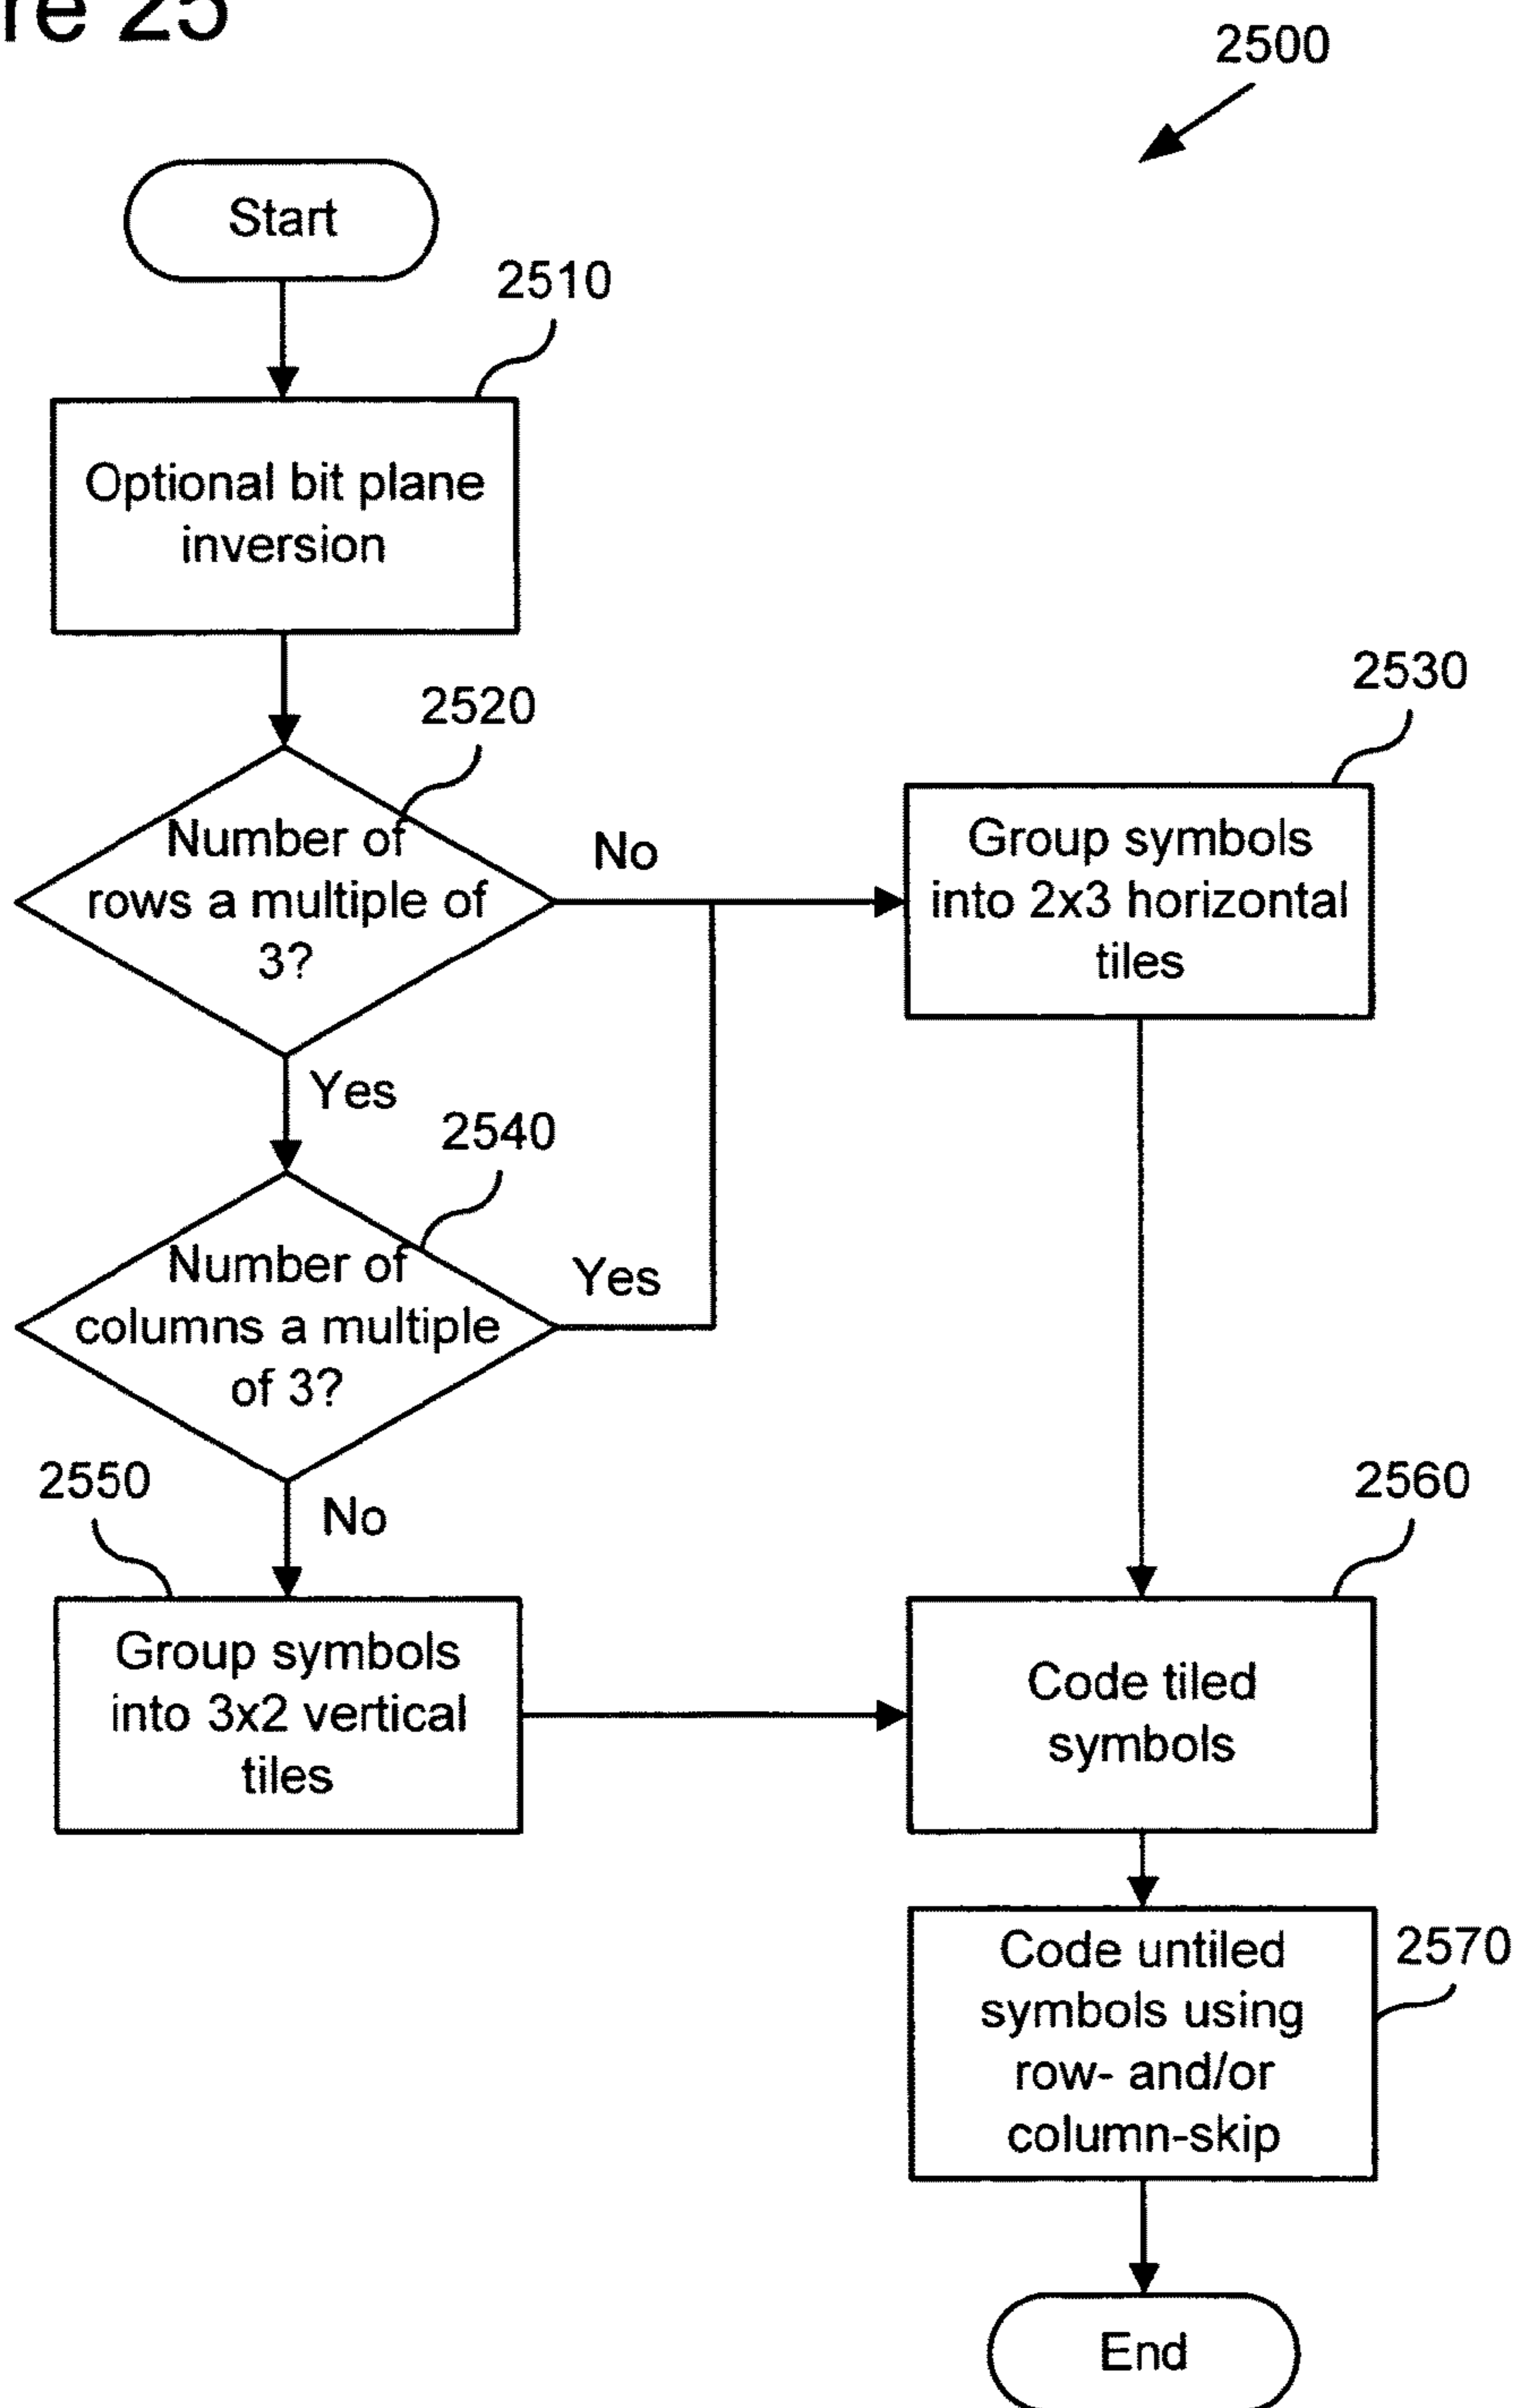 re 25
2500
Start
2510
Optional bit plane
inversion
2520
Number of
rows a multiple of
3?
No
2530
Group symbols
into 2x3 horizontal
tiles
Yes
2540
Number of
columns a multiple
of 3?
Yes
2550
No
Group symbols
into 3x2 vertical
tiles
2560
Code tiled
symbols
2570
Code untiled
symbols using
row- and/or
column-skip
End